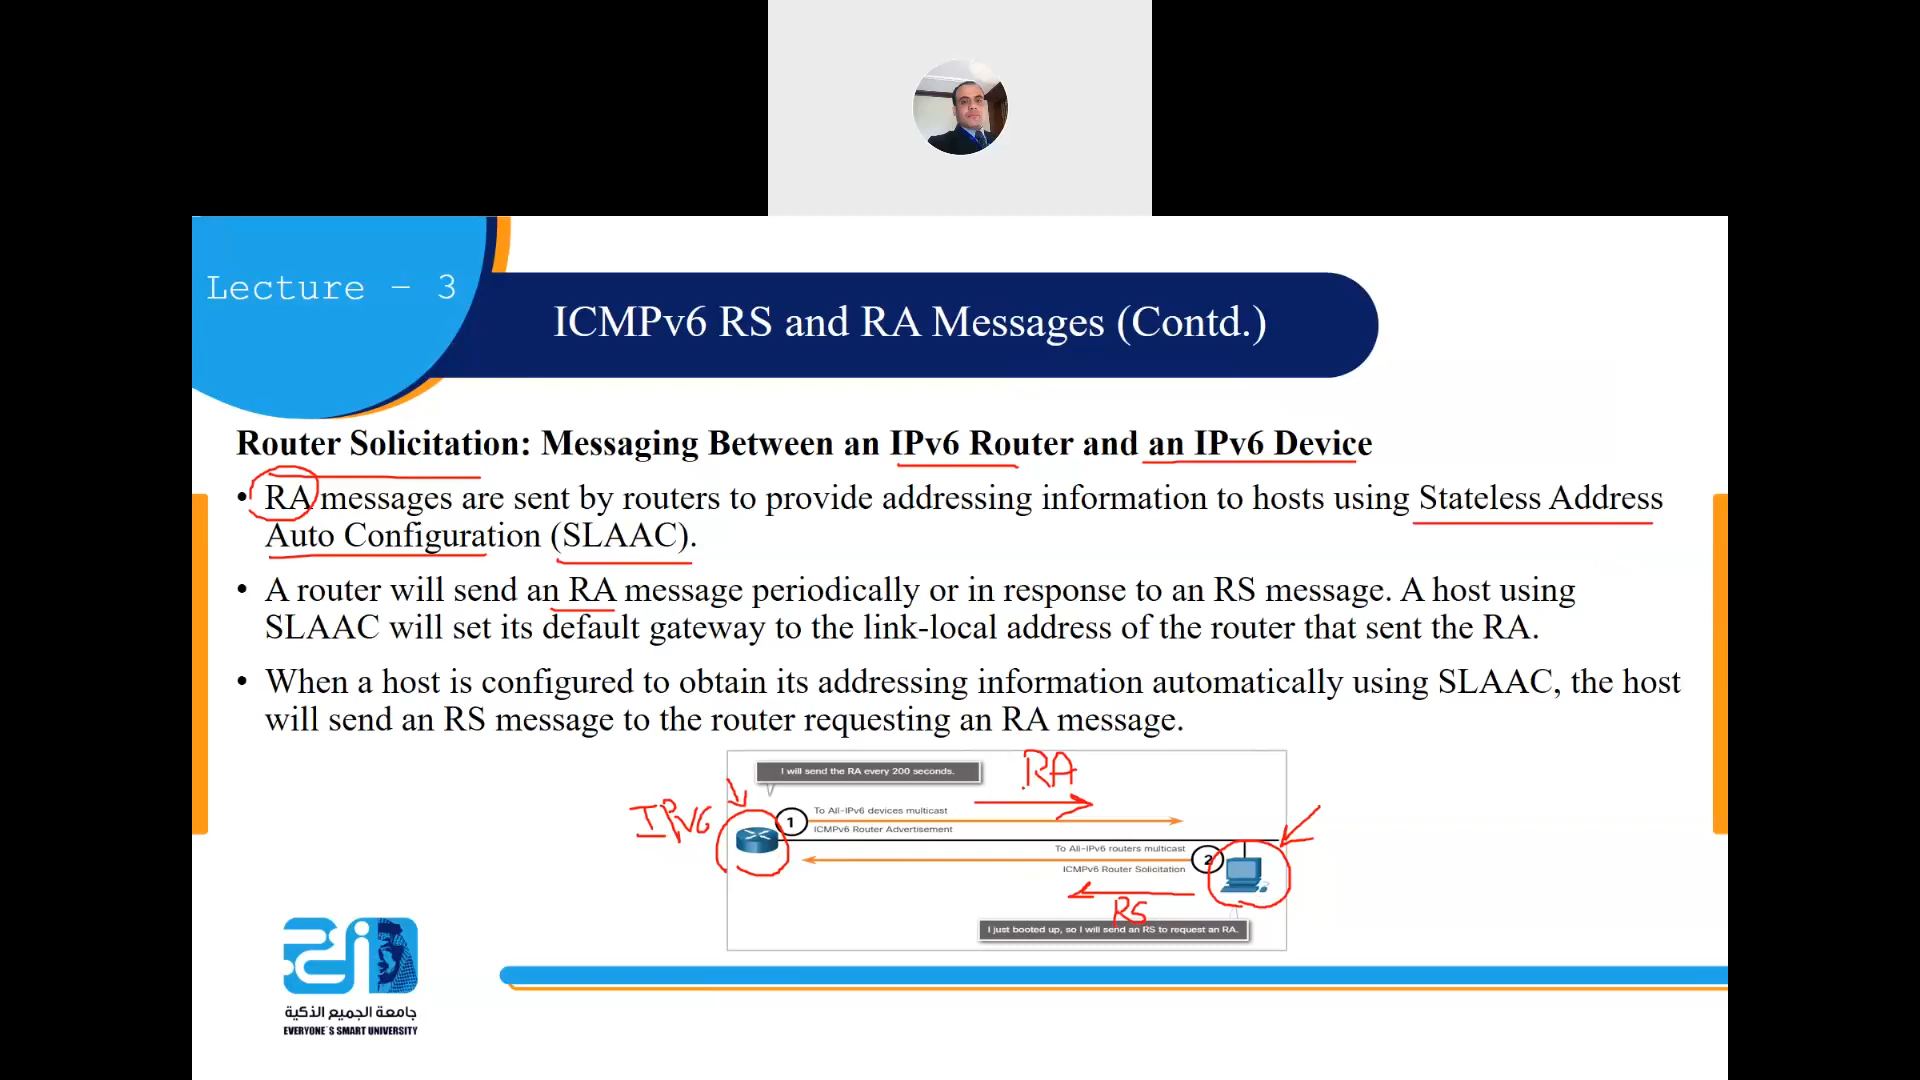 Lecture - 3
ICMPv6 RS and RA Messages (Contd.)
Router Solicitation: Messaging Between an IPv6 Router and an IPv6 Device
• RA messages are sent by routers to provide addressing information to hosts using Stateless Address
Auto Configuration (SLAAC).
• A router will send an RA message periodically or in response to an RS message. A host using
SLAAC will set its default gateway to the link-local address of the router that sent the RA.
• When a host is configured to obtain its addressing information automatically using SLAAC, the host
will send an RS message to the router requesting an RA message.
I will send the RA every 200 seconds.
RA
IPv6
1
To All-IPv6 devices multicast
ICMPv6 Router Advertisement
To All-IPv6 routers multicast
2
ICMPv6 Router Solicitation
RS
I just booted up, so I will send an RS to request an RA.
جامعة الجميع الذكية
EVERYONE'S SMART UNIVERSITY